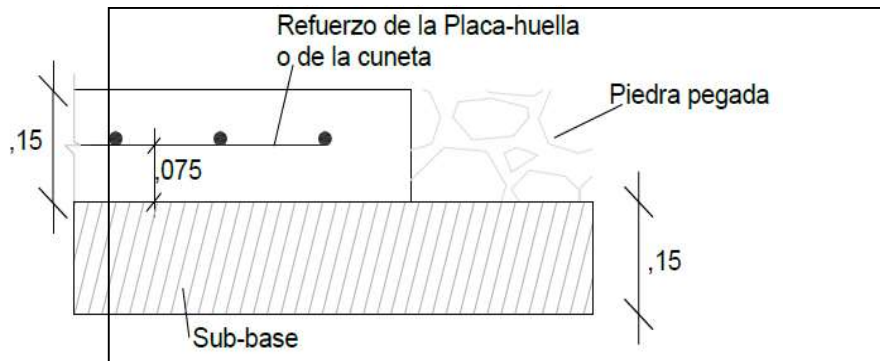 Refuerzo de la Placa-huella
o de la cuneta
Piedra pegada
,15
,075
,15
Sub-base